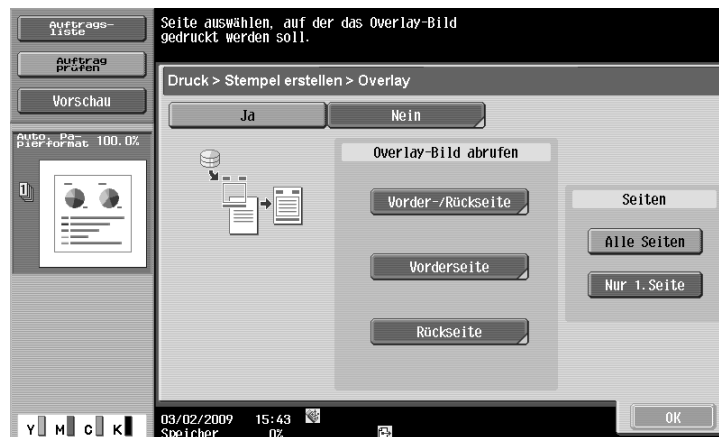 Auftrags-
liste
Auftrag
prüfen
Vorschau
Auto. Pa-
pierformat 100.0%
1
Seite auswählen, auf der das Overlay-Bild
gedruckt werden soll.
Druck > Stempel erstellen > Overlay
Ja
Nein
Overlay-Bild abrufen
Vorder-/Rückseite
Vorderseite
Rückseite
Seiten
Alle Seiten
Nur 1.Seite
OK
Y M C K
03/02/2009 15:43
Speicher 0%